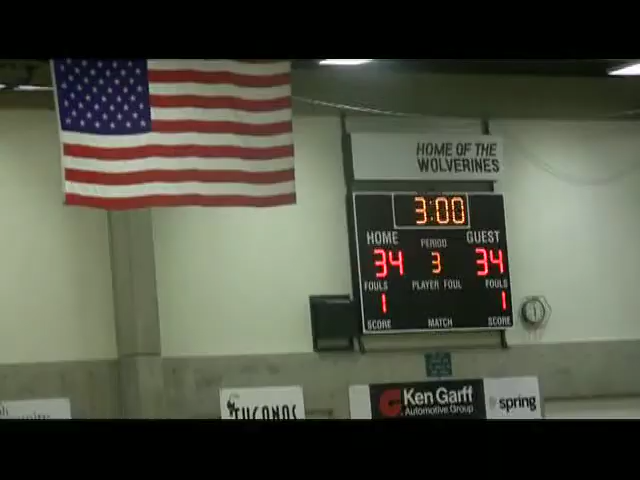 HOME OF THE
WOLVERINES
3:00
HOME PERIOD GUEST
34 3 34
FOULS PLAYER FOUL FOULS
1 1
SCORE MATCH SCORE
TUCANOS
Ken Garff
Automotive Group
spring